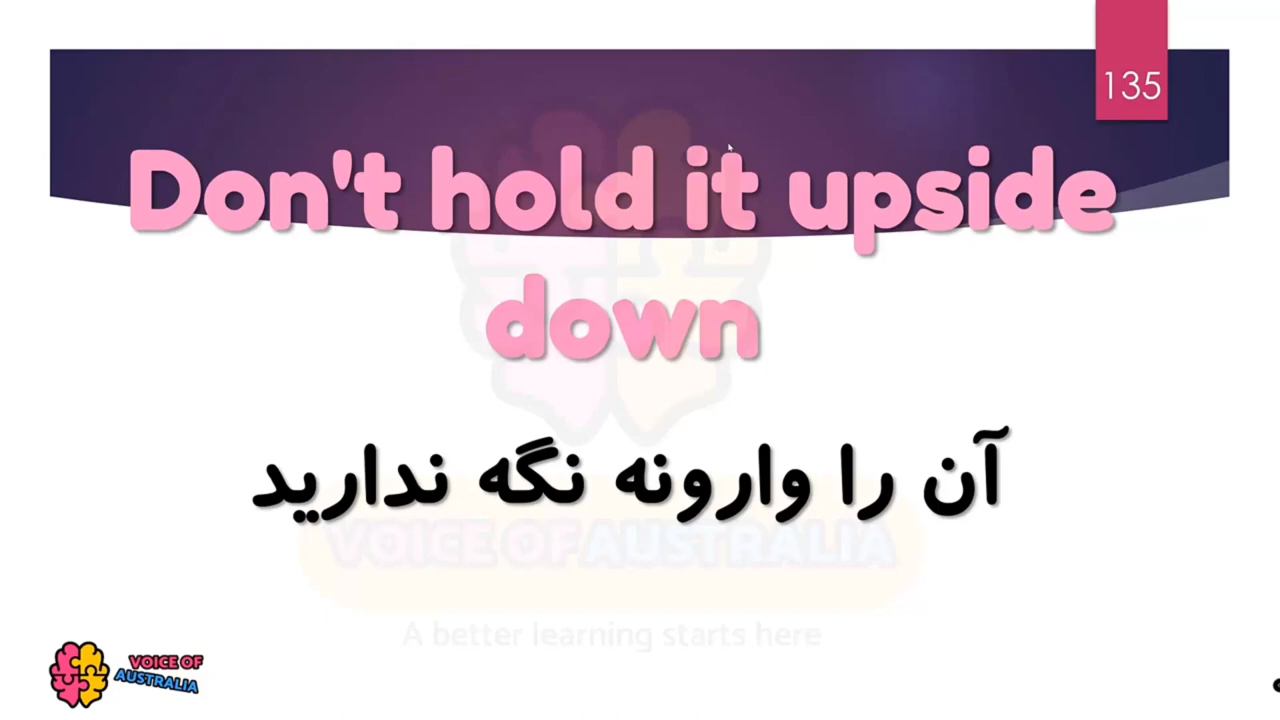 135
Don't hold it upside
down
آن را وارونه نگه ندارید
VOICE OF AUSTRALIA
A better learning starts here
VOICE OF
AUSTRALIA